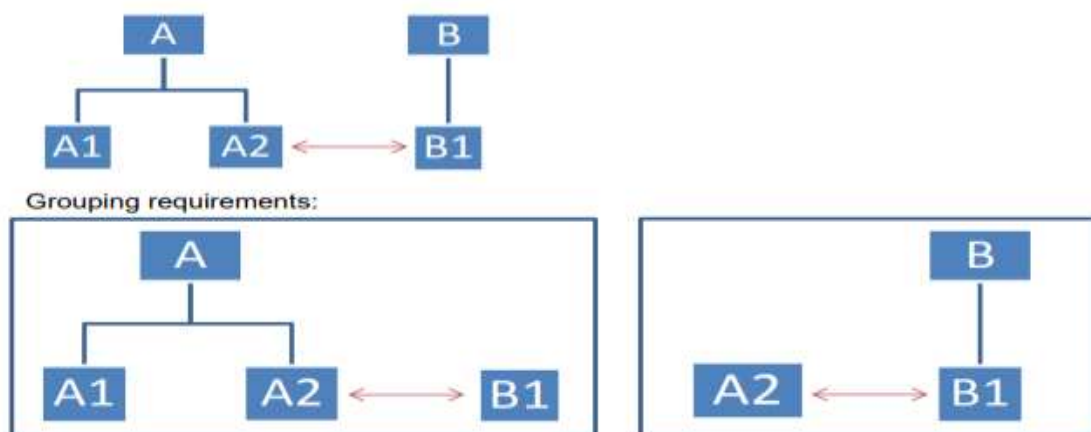 A B
A1 A2 B1
Grouping requirements:
A B
A1 A2 B1 A2 B1